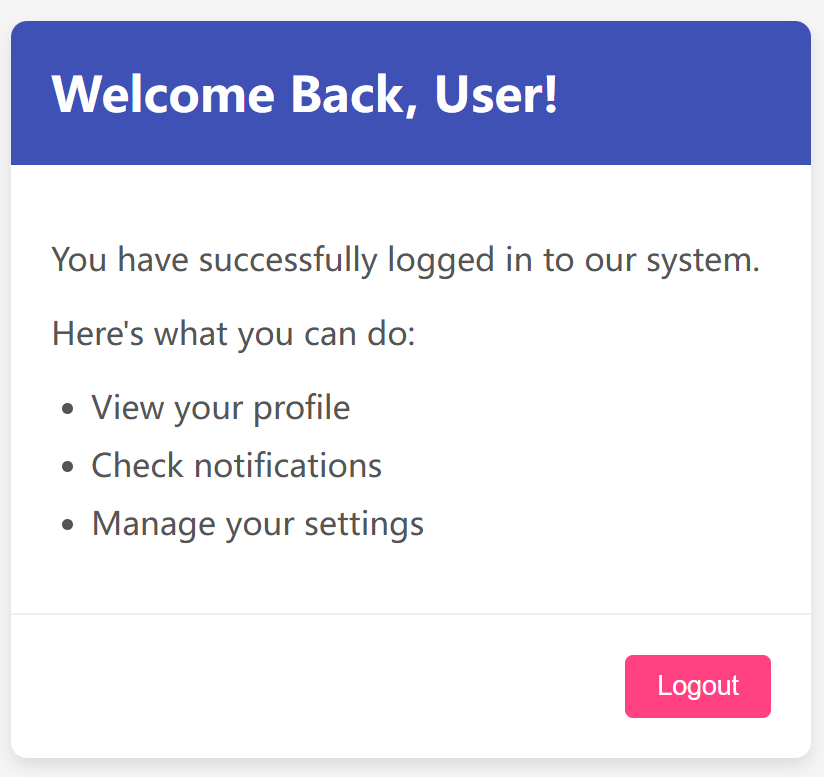 Welcome Back, User!
You have successfully logged in to our system.
Here's what you can do:
View your profile
Check notifications
Manage your settings
Logout